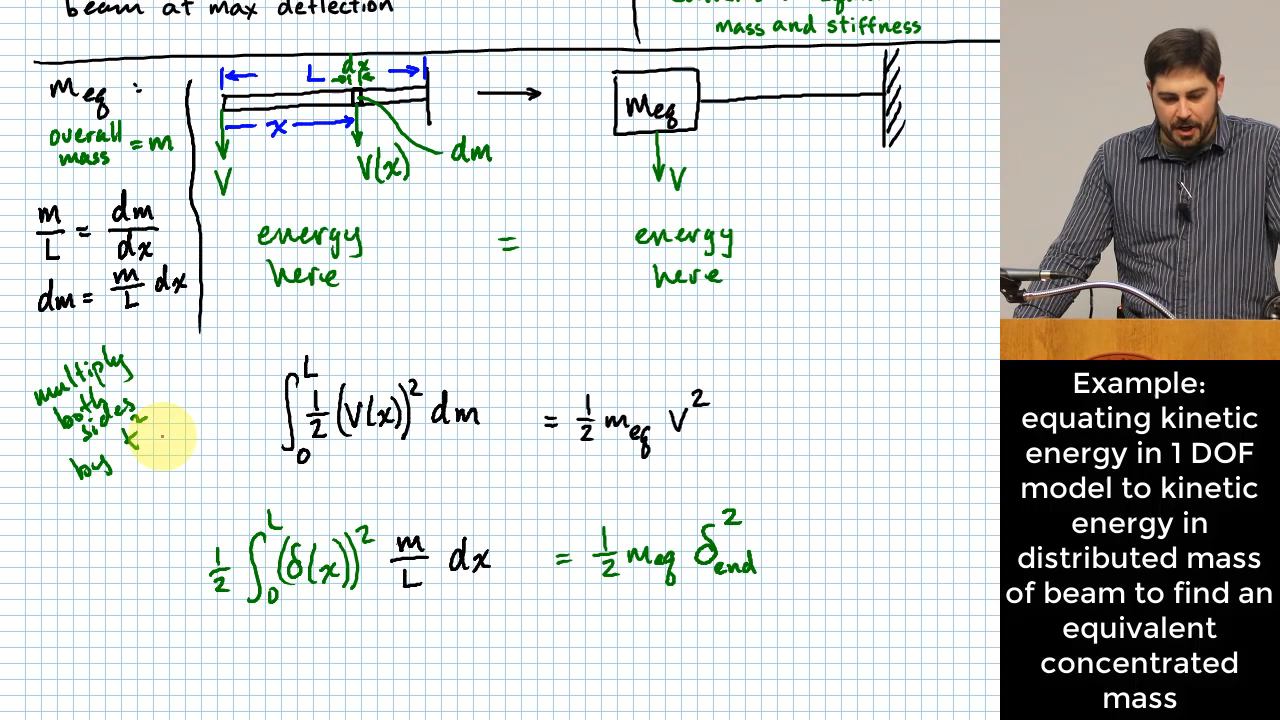 beam at max deflection
mass and stiffness
m_eq :
overall
mass = m
L
dx
x
V
V(x)
dm
m_eq
V
m/L = dm/dx
dm = m/L dx
energy
here
=
energy
here
multiply
both
sides
by t²
∫₀ᴸ ½ (V(x))² dm = ½ m_eq V²
½ ∫₀ᴸ (δ(x))² m/L dx = ½ m_eq δ_end²
Example:
equating kinetic
energy in 1 DOF
model to kinetic
energy in
distributed mass
of beam to find an
equivalent
concentrated
mass